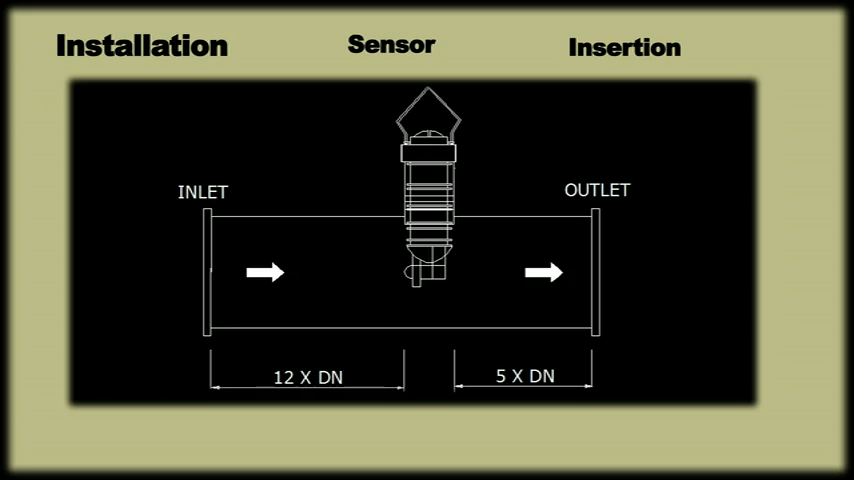 Installation Sensor Insertion
INLET OUTLET
12 X DN 5 X DN